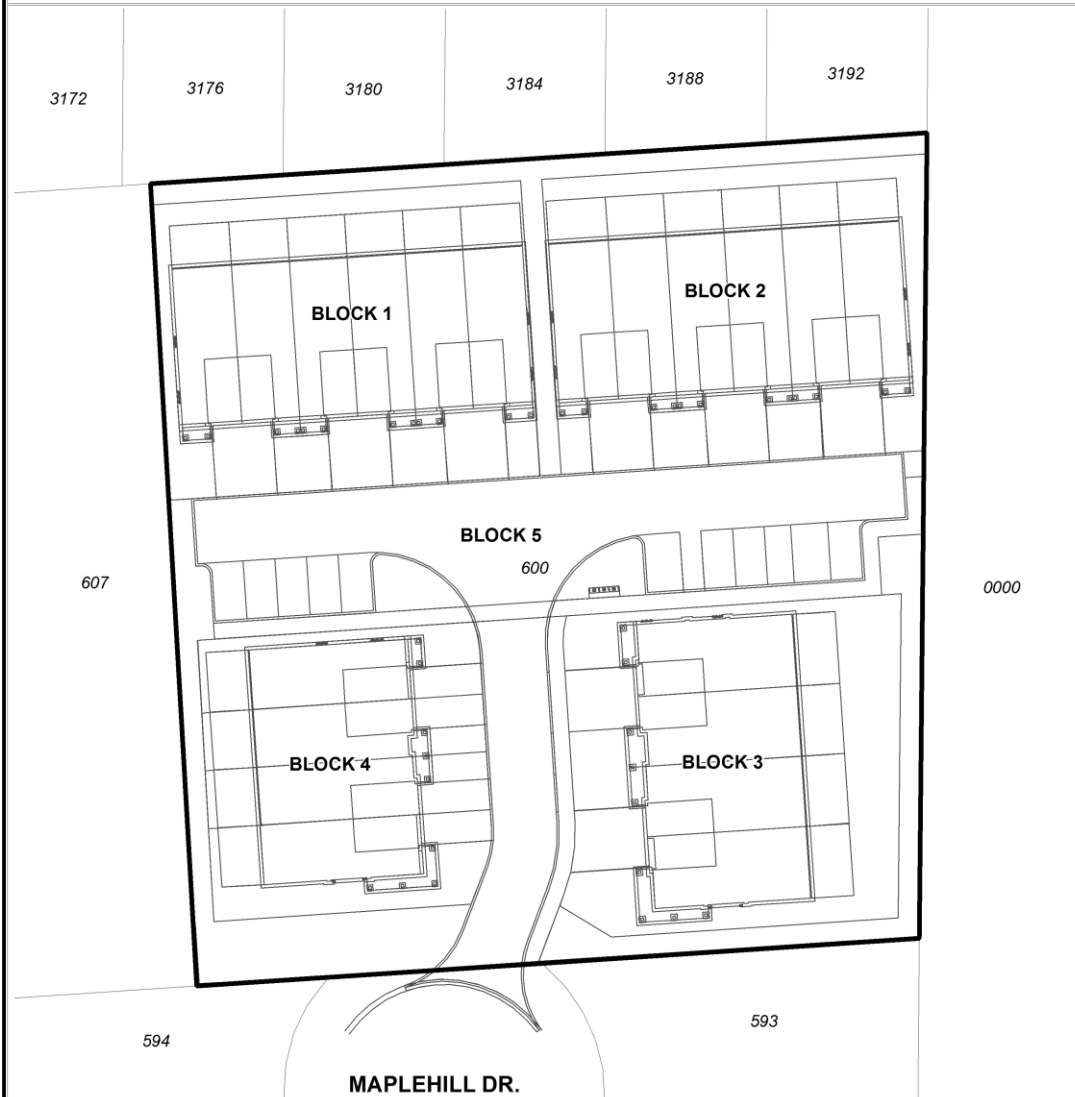 3172
3176
3180
3184
3188
3192
BLOCK 1
BLOCK 2
BLOCK 5
600
607
0000
BLOCK 4
BLOCK 3
594
593
MAPLEHILL DR.